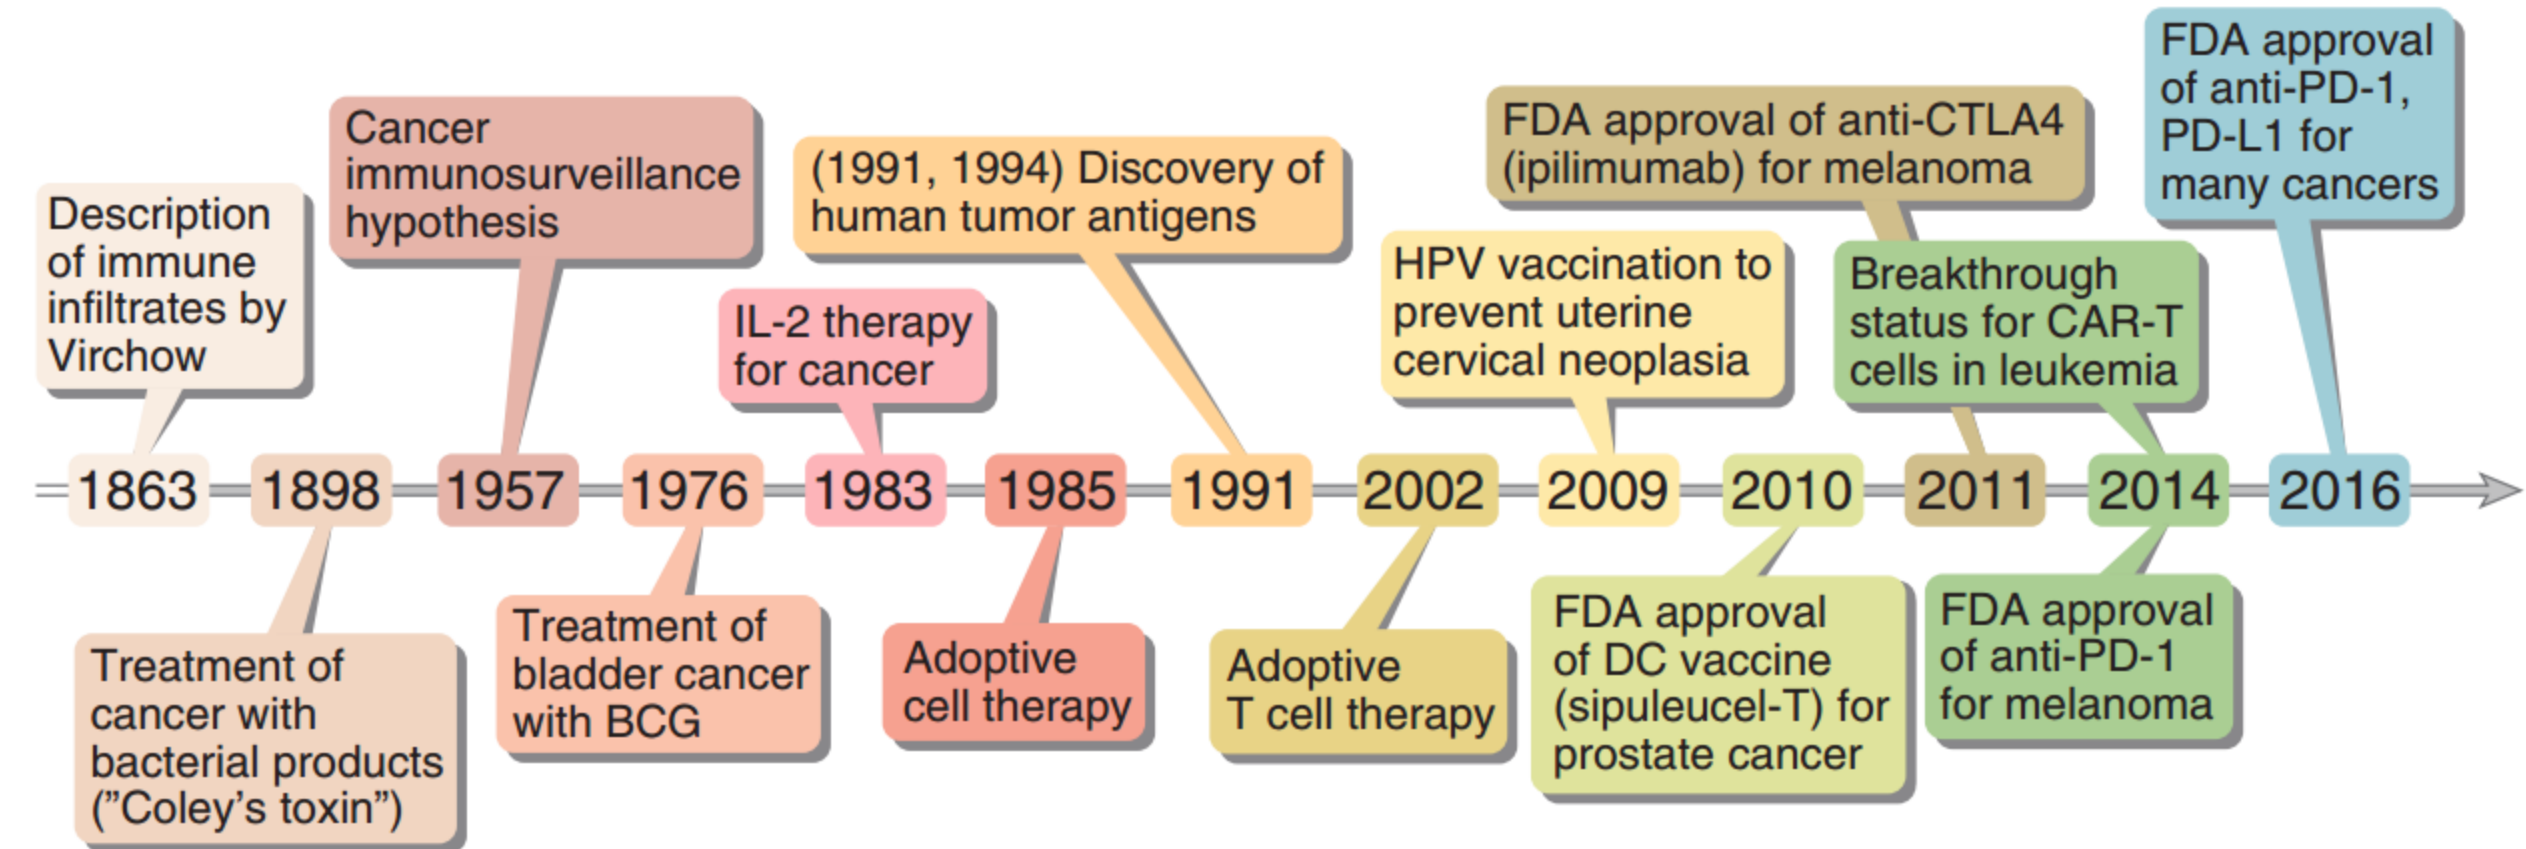 Description
of immune
infiltrates by
Virchow
Cancer
immunosurveillance
hypothesis
IL-2 therapy
for cancer
(1991, 1994) Discovery of
human tumor antigens
HPV vaccination to
prevent uterine
cervical neoplasia
FDA approval of anti-CTLA4
(ipilimumab) for melanoma
Breakthrough
status for CAR-T
cells in leukemia
FDA approval
of anti-PD-1,
PD-L1 for
many cancers
1863 1898 1957 1976 1983 1985 1991 2002 2009 2010 2011 2014 2016
Treatment of
cancer with
bacterial products
(”Coley’s toxin”)
Treatment of
bladder cancer
with BCG
Adoptive
cell therapy
Adoptive
T cell therapy
FDA approval
of DC vaccine
(sipuleucel-T) for
prostate cancer
FDA approval
of anti-PD-1
for melanoma